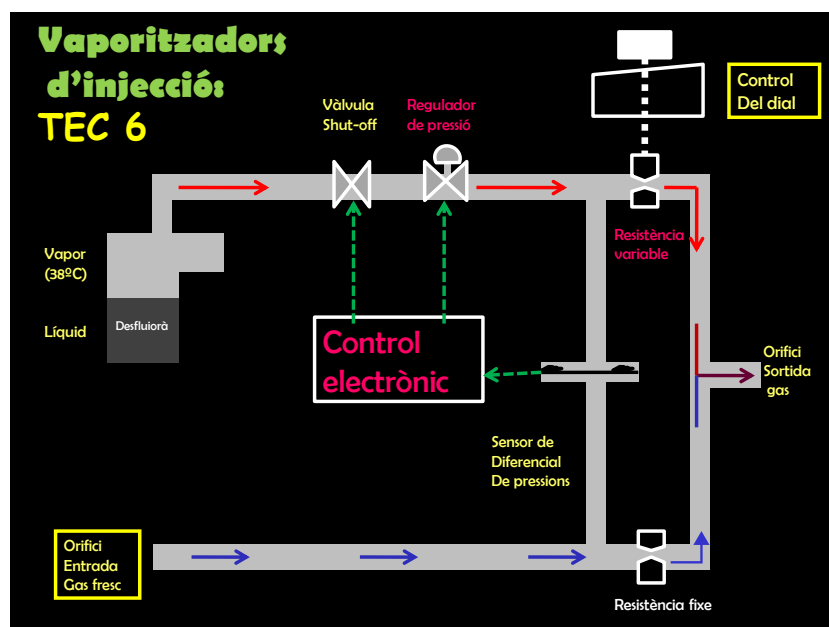 Vaporitzadors
d'injecció:
TEC 6
Vàlvula
Shut-off
Regulador
de pressió
Control
Del dial
Resistència
variable
Vapor
(38ºC)
Líquid
Desfluiorà
Control
electrònic
Orifici
Sortida
gas
Sensor de
Diferencial
De pressions
Orifici
Entrada
Gas fresc
Resistència fixe